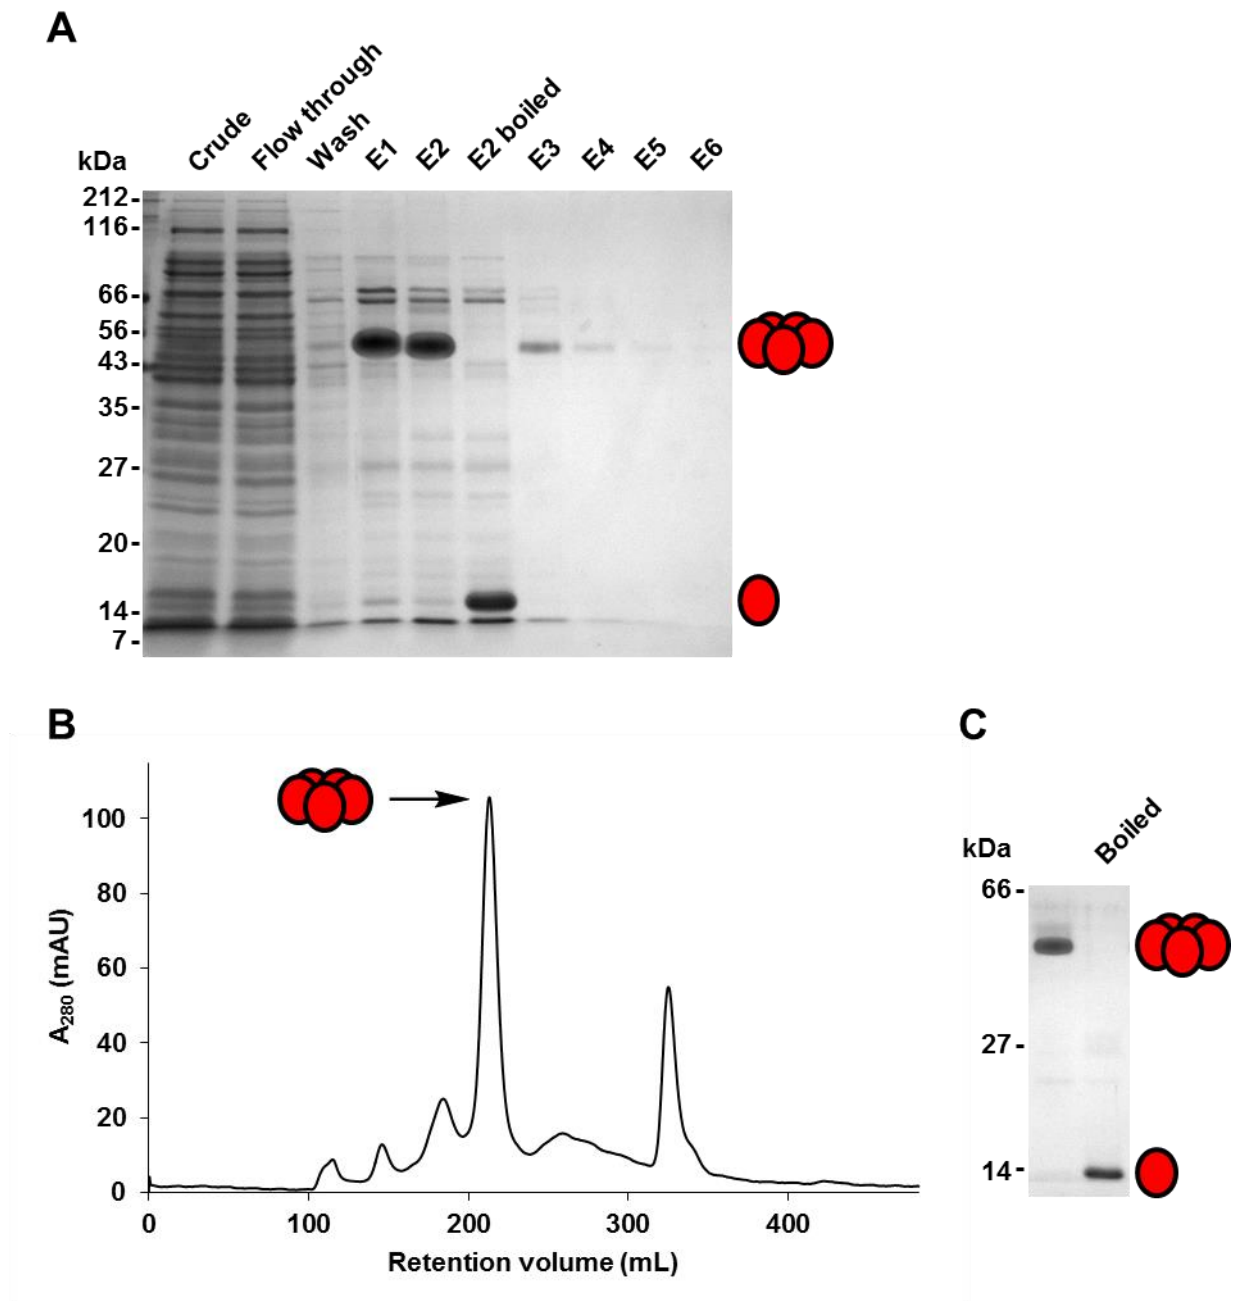 A
Crude
Flow through
Wash
E1
E2
E2 boiled
E3
E4
E5
E6
kDa
212-
116-
66-
56-
43-
35-
27-
20-
14-
7-
B
100
80
60
40
20
0
A280 (mAU)
0 100 200 300 400
Retention volume (mL)
C
Boiled
kDa
66-
27-
14-